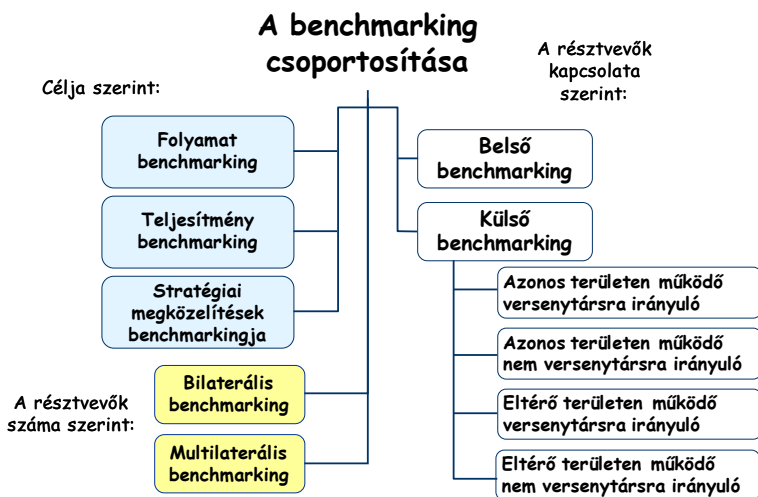 A benchmarking
csoportosítása
Célja szerint:
Folyamat
benchmarking
Teljesítmény
benchmarking
Stratégiai
megközelítések
benchmarkingja
A résztvevők
száma szerint:
Bilaterális
benchmarking
Multilaterális
benchmarking
A résztvevők
kapcsolata
szerint:
Belső
benchmarking
Külső
benchmarking
Azonos területen működő
versenytársra irányuló
Azonos területen működő
nem versenytársra irányuló
Eltérő területen működő
versenytársra irányuló
Eltérő területen működő
nem versenytársra irányuló